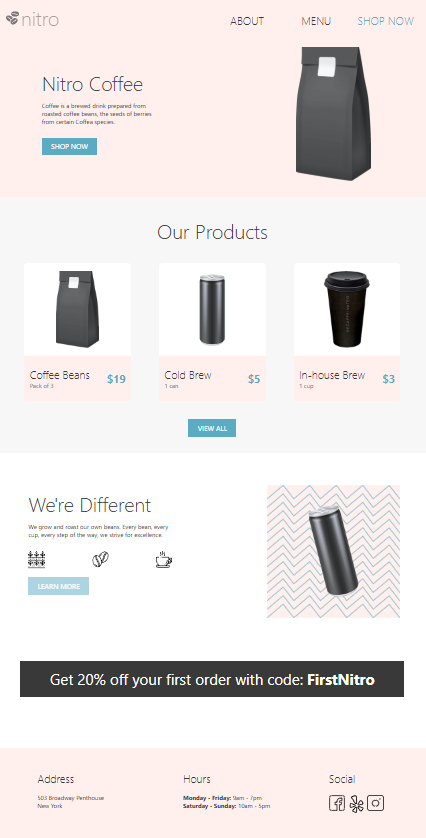 nitro
ABOUT MENU SHOP NOW
Nitro Coffee
Coffee is a brewed drink prepared from
roasted coffee beans, the seeds of berries
from certain Coffea species.
SHOP NOW
Our Products
Coffee Beans
Pack of 3
$19
Cold Brew
1 can
$5
In-house Brew
1 cup
$3
VIEW ALL
We're Different
We grow and roast our own beans. Every bean, every
cup, every step of the way, we strive for excellence.
LEARN MORE
Get 20% off your first order with code: FirstNitro
Address
503 Broadway Penthouse
New York
Hours
Monday - Friday: 9am - 7pm
Saturday - Sunday: 10am - 5pm
Social